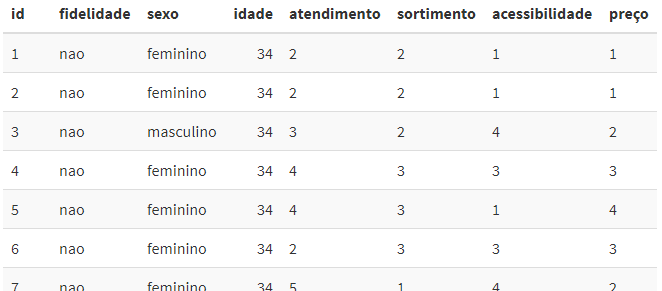 id fidelidade sexo idade atendimento sortimento acessibilidade preço
1 nao feminino 34 2 2 1 1
2 nao feminino 34 2 2 1 1
3 nao masculino 34 3 2 4 2
4 nao feminino 34 4 3 3 3
5 nao feminino 34 4 3 1 4
6 nao feminino 34 2 3 3 3
7 nao feminino 34 5 1 4 2